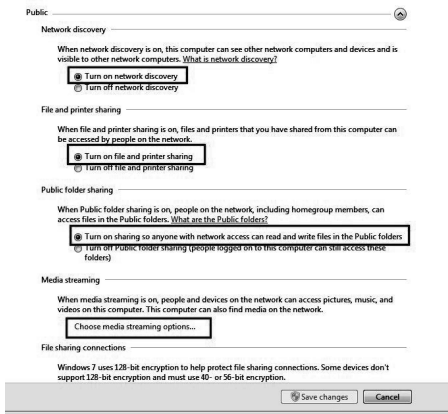 Public
Network discovery
When network discovery is on, this computer can see other network computers and devices and is
visible to other network computers. What is network discovery?
Turn on network discovery
Turn off network discovery
File and printer sharing
When file and printer sharing is on, files and printers that you have shared from this computer can
be accessed by people on the network.
Turn on file and printer sharing
Turn off file and printer sharing
Public folder sharing
When Public folder sharing is on, people on the network, including homegroup members, can
access files in the Public folders. What are the Public folders?
Turn on sharing so anyone with network access can read and write files in the Public folders
Turn off Public folder sharing (people logged on to this computer can still access these
folders)
Media streaming
When media streaming is on, people and devices on the network can access pictures, music, and
videos on this computer. This computer can also find media on the network.
Choose media streaming options...
File sharing connections
Windows 7 uses 128-bit encryption to help protect file sharing connections. Some devices don't
support 128-bit encryption and must use 40- or 56-bit encryption.
Save changes Cancel